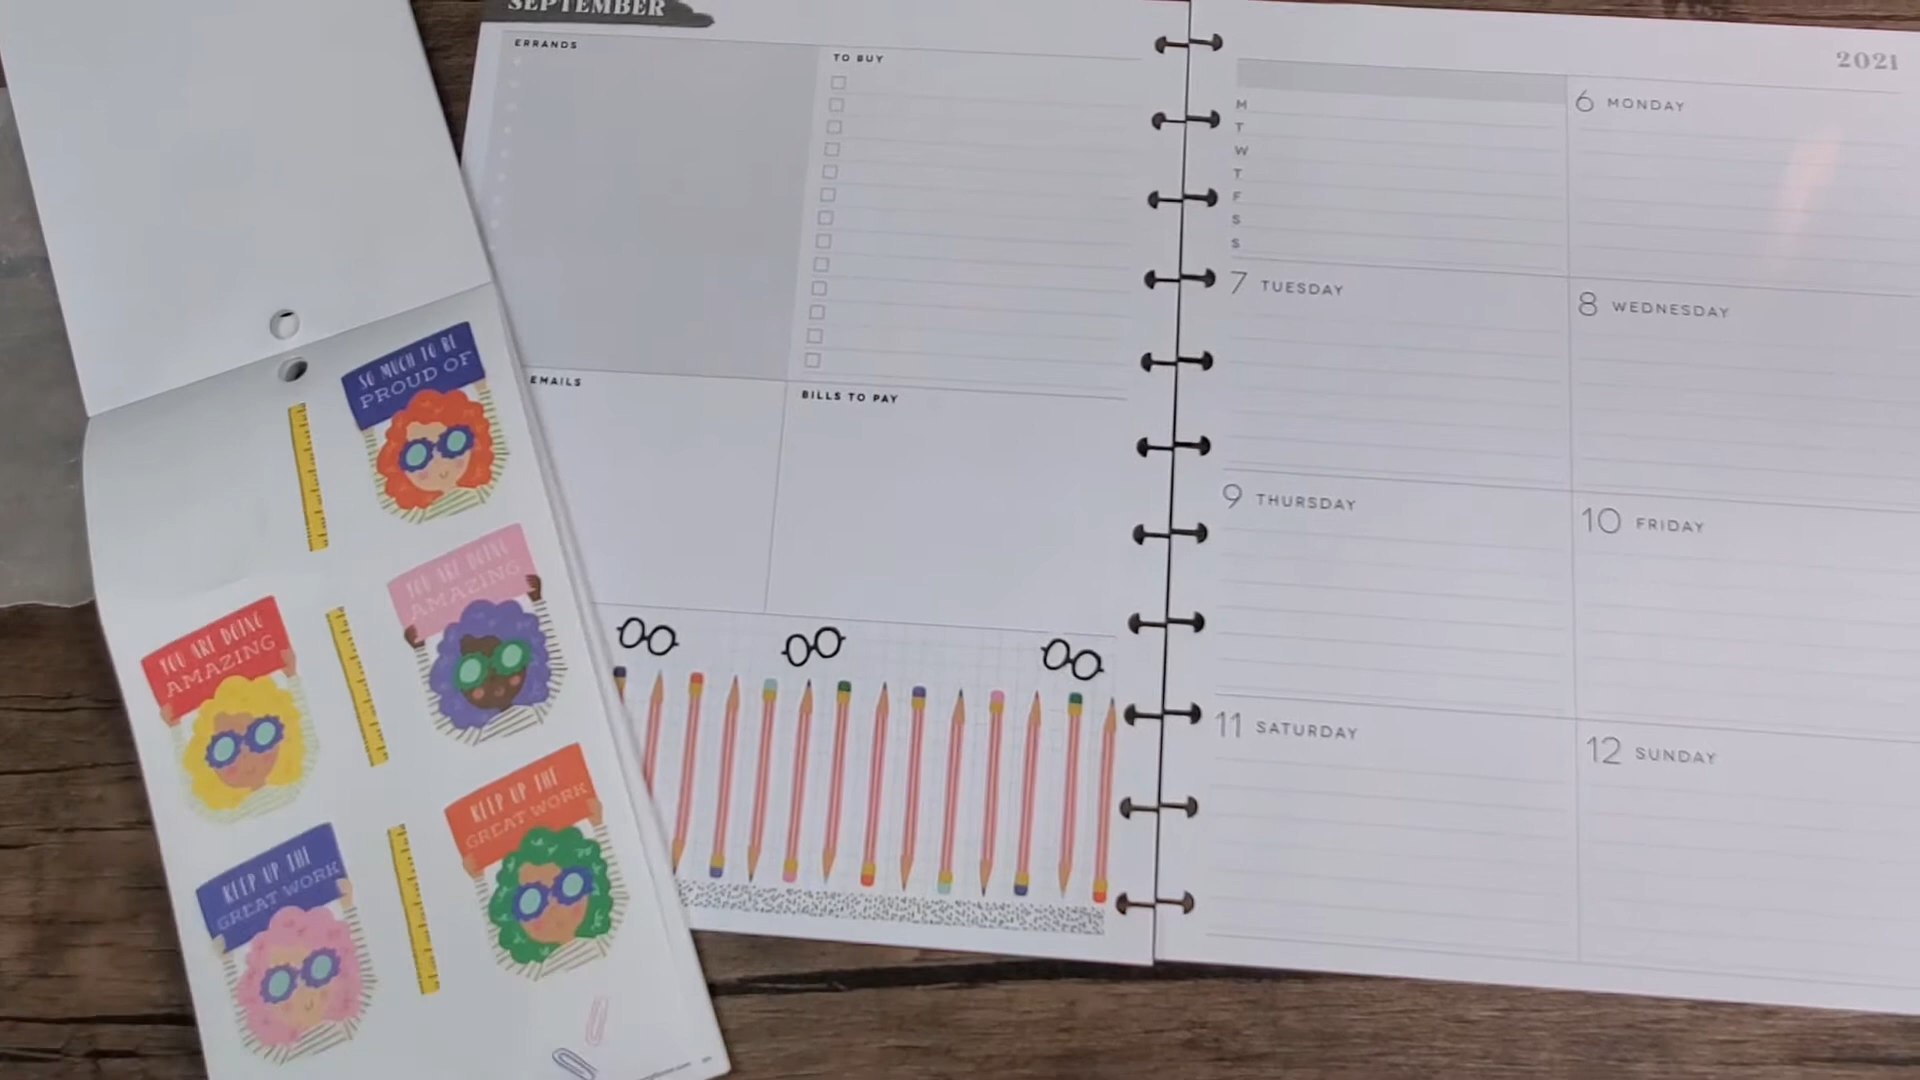 SEPTEMBER
ERRANDS
TO BUY
EMAILS
BILLS TO PAY
2021
M
T
W
T
F
S
S
6 MONDAY
7 TUESDAY
8 WEDNESDAY
9 THURSDAY
10 FRIDAY
11 SATURDAY
12 SUNDAY
SO MUCH TO BE
PROUD OF
YOU ARE DOING
AMAZING
YOU ARE DOING
AMAZING
KEEP UP THE
GREAT WORK
KEEP UP THE
GREAT WORK